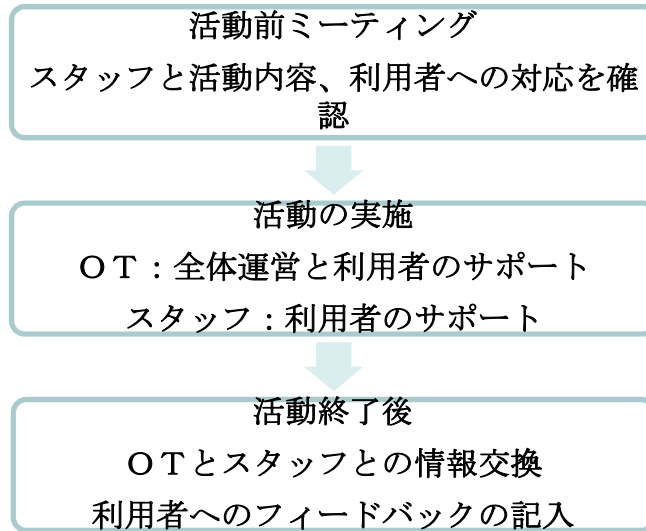 活動前ミーティング
スタッフと活動内容、利用者への対応を確
認
活動の実施
ＯＴ：全体運営と利用者のサポート
スタッフ：利用者のサポート
活動終了後
ＯＴとスタッフとの情報交換
利用者へのフィードバックの記入